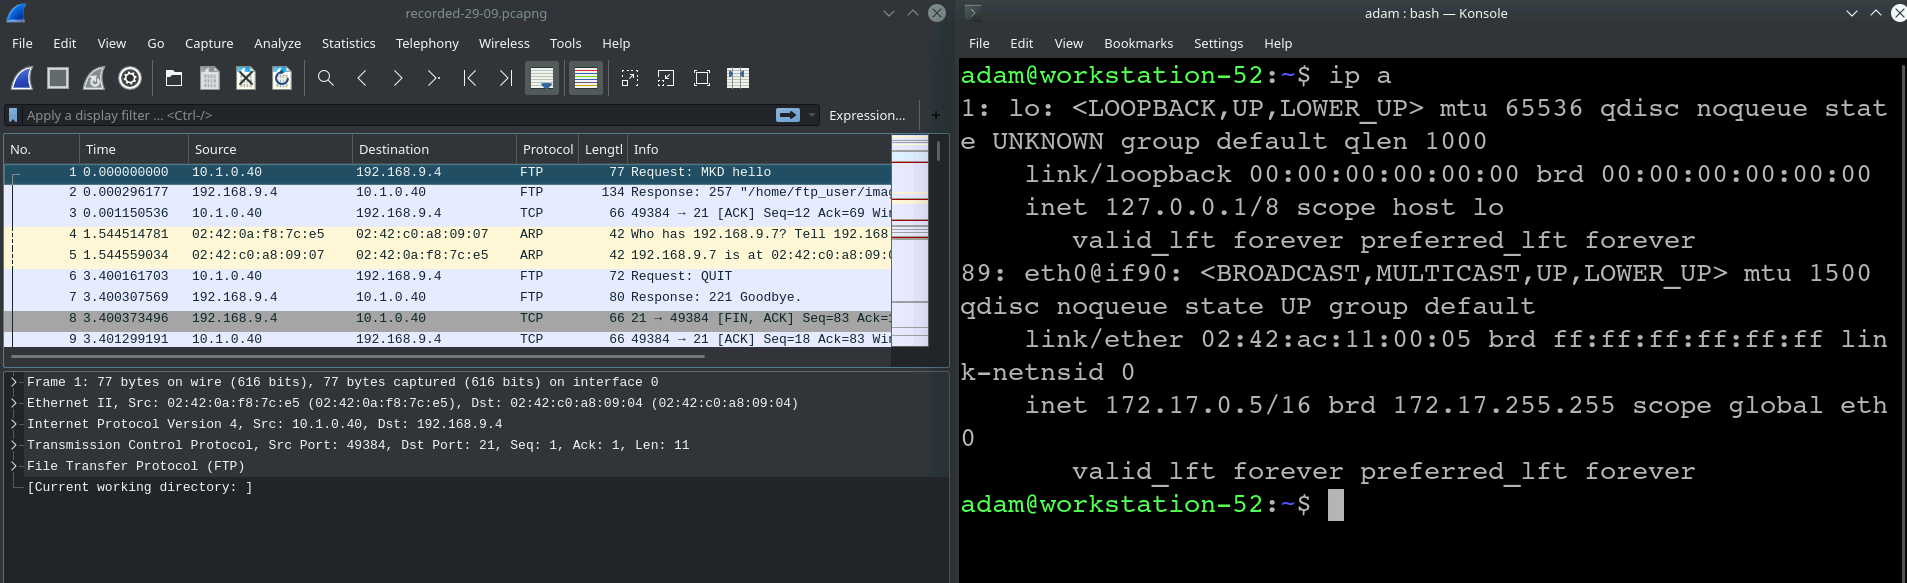 recorded-29-09.pcapng
File Edit View Go Capture Analyze Statistics Telephony Wireless Tools Help
Apply a display filter ... <Ctrl-/> Expression... +
No. Time Source Destination Protocol Lengtl Info
1 0.000000000 10.1.0.40 192.168.9.4 FTP 77 Request: MKD hello
2 0.000296177 192.168.9.4 10.1.0.40 FTP 134 Response: 257 "/home/ftp_user/imag
3 0.001150536 10.1.0.40 192.168.9.4 TCP 66 49384 → 21 [ACK] Seq=12 Ack=69 Wi
4 1.544514781 02:42:0a:f8:7c:e5 02:42:c0:a8:09:07 ARP 42 Who has 192.168.9.7? Tell 192.168
5 1.544559034 02:42:c0:a8:09:07 02:42:0a:f8:7c:e5 ARP 42 192.168.9.7 is at 02:42:c0:a8:09:0
6 3.400161703 10.1.0.40 192.168.9.4 FTP 72 Request: QUIT
7 3.400307569 192.168.9.4 10.1.0.40 FTP 80 Response: 221 Goodbye.
8 3.400373496 192.168.9.4 10.1.0.40 TCP 66 21 → 49384 [FIN, ACK] Seq=83 Ack=
9 3.401299191 10.1.0.40 192.168.9.4 TCP 66 49384 → 21 [ACK] Seq=18 Ack=83 Wi
Frame 1: 77 bytes on wire (616 bits), 77 bytes captured (616 bits) on interface 0
Ethernet II, Src: 02:42:0a:f8:7c:e5 (02:42:0a:f8:7c:e5), Dst: 02:42:c0:a8:09:04 (02:42:c0:a8:09:04)
Internet Protocol Version 4, Src: 10.1.0.40, Dst: 192.168.9.4
Transmission Control Protocol, Src Port: 49384, Dst Port: 21, Seq: 1, Ack: 1, Len: 11
File Transfer Protocol (FTP)
[Current working directory: ]
adam : bash — Konsole
File Edit View Bookmarks Settings Help
adam@workstation-52:~$ ip a
1: lo: <LOOPBACK,UP,LOWER_UP> mtu 65536 qdisc noqueue stat
e UNKNOWN group default qlen 1000
link/loopback 00:00:00:00:00:00 brd 00:00:00:00:00:00
inet 127.0.0.1/8 scope host lo
valid_lft forever preferred_lft forever
89: eth0@if90: <BROADCAST,MULTICAST,UP,LOWER_UP> mtu 1500
qdisc noqueue state UP group default
link/ether 02:42:ac:11:00:05 brd ff:ff:ff:ff:ff:ff lin
k-netnsid 0
inet 172.17.0.5/16 brd 172.17.255.255 scope global eth
0
valid_lft forever preferred_lft forever
adam@workstation-52:~$